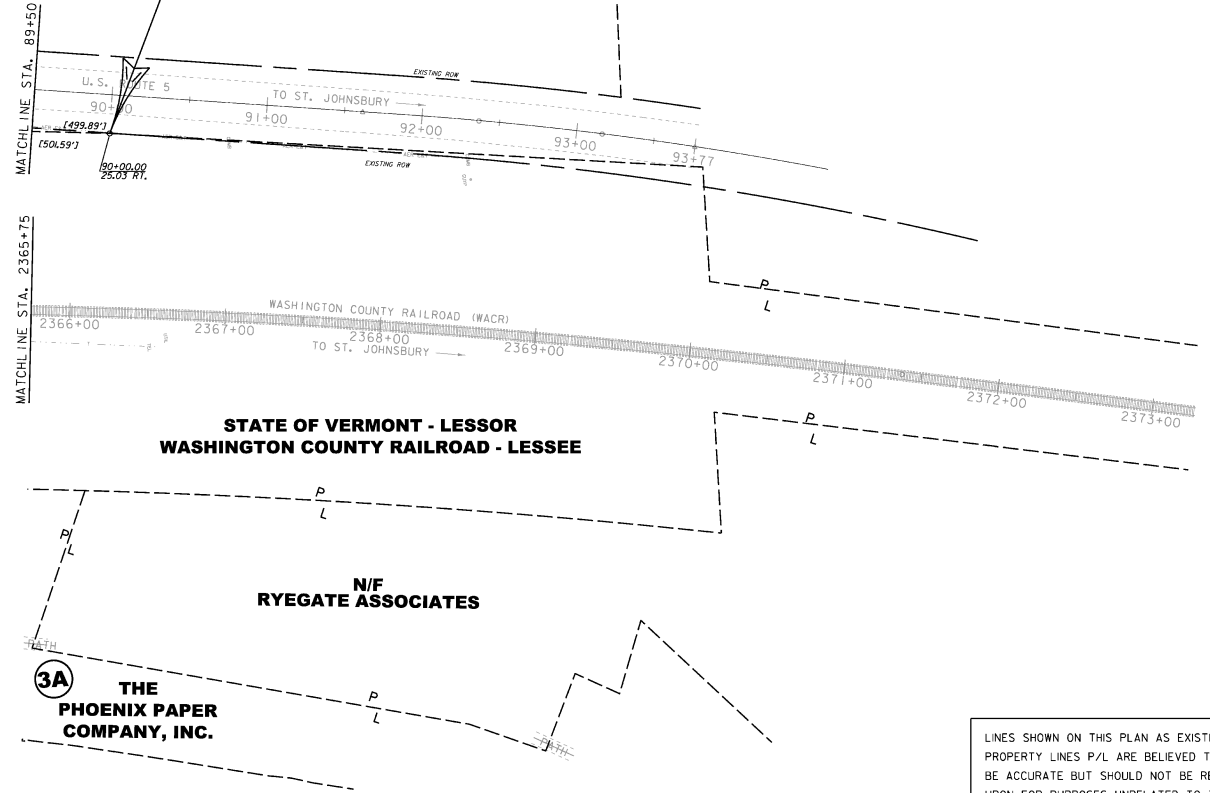 MATCHLINE STA. 89+50
EXISTING ROW
U.S. ROUTE 5
TO ST. JOHNSBURY
90+00
91+00
92+00
93+00
93+77
[499.89']
[501.59']
90+00.00
25.03 RT.
EXISTING ROW
MATCHLINE STA. 2365+75
P
L
WASHINGTON COUNTY RAILROAD (WACR)
2366+00
2367+00
2368+00
2369+00
2370+00
2371+00
2372+00
2373+00
TO ST. JOHNSBURY
STATE OF VERMONT - LESSOR
WASHINGTON COUNTY RAILROAD - LESSEE
P
L
P
L
P
L
N/F
RYEGATE ASSOCIATES
PATH
3A
THE
PHOENIX PAPER
COMPANY, INC.
P
L
PATH
LINES SHOWN ON THIS PLAN AS EXISTI
PROPERTY LINES P/L ARE BELIEVED T
BE ACCURATE BUT SHOULD NOT BE RE